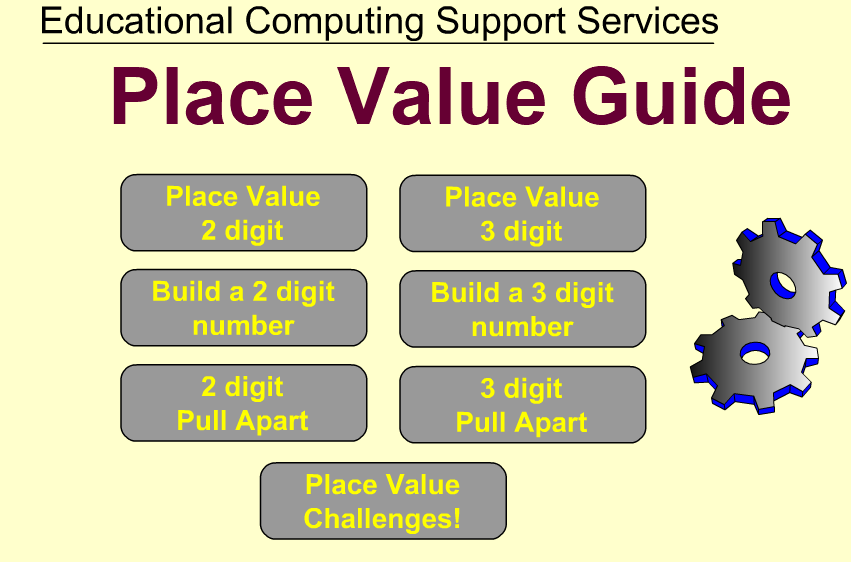 Educational Computing Support Services
Place Value Guide
Place Value
2 digit
Place Value
3 digit
Build a 2 digit
number
Build a 3 digit
number
2 digit
Pull Apart
3 digit
Pull Apart
Place Value
Challenges!